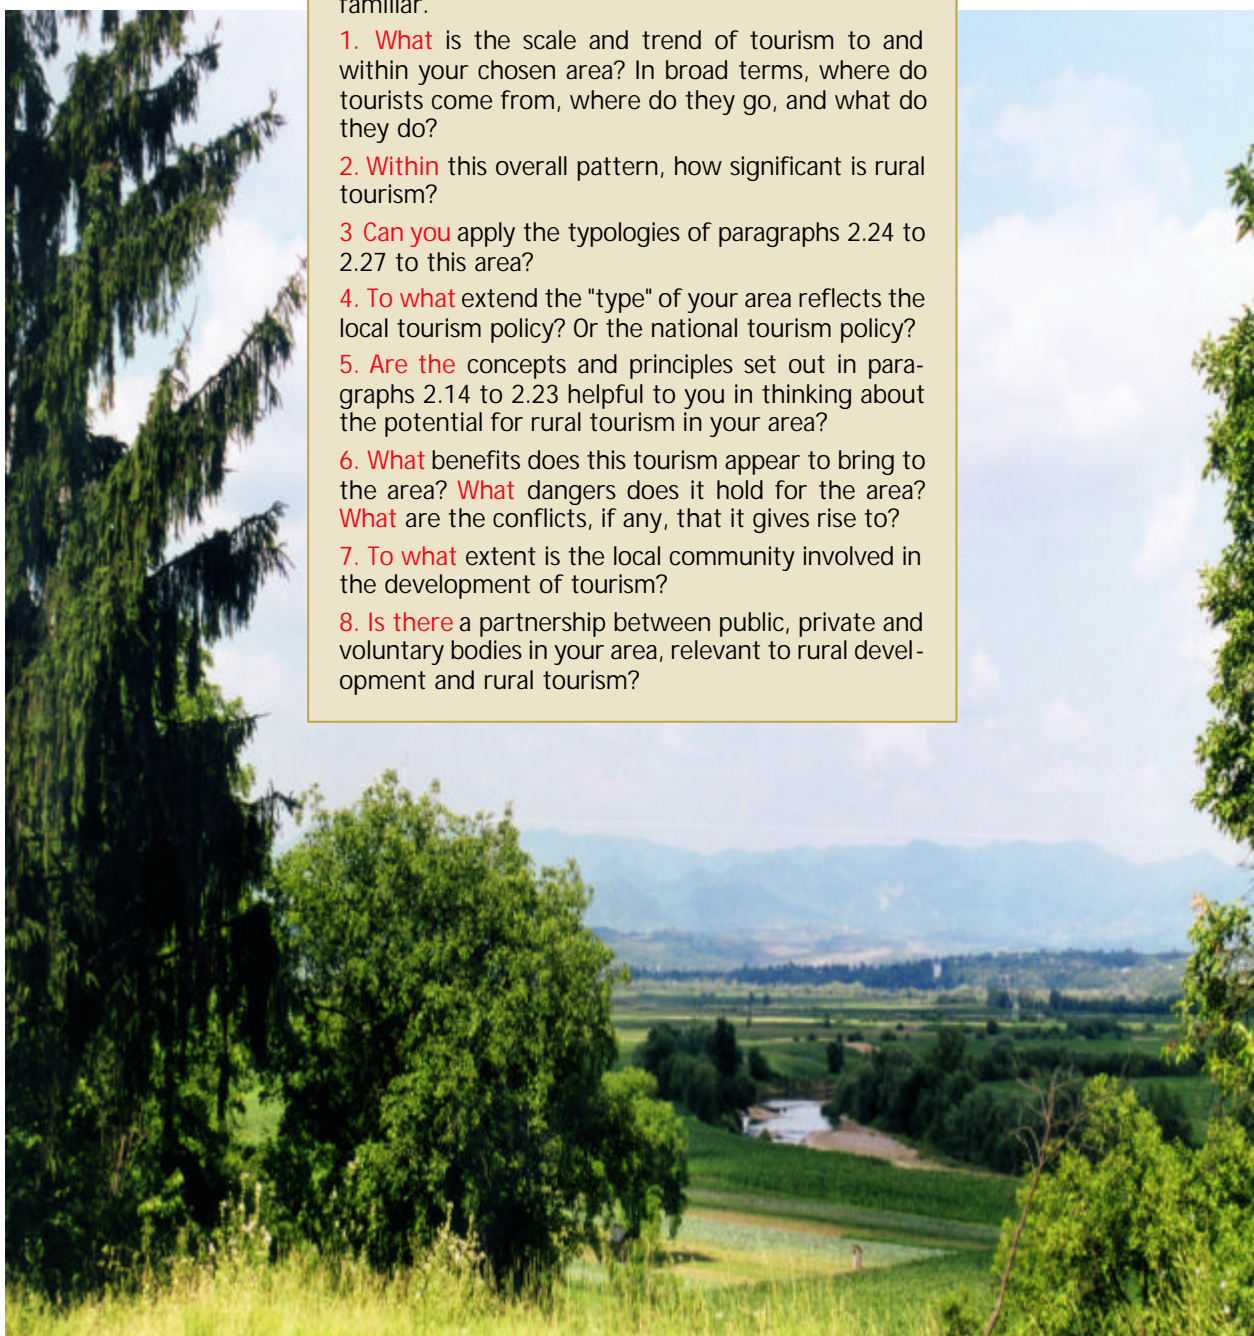 familiar.
1. What is the scale and trend of tourism to and
within your chosen area? In broad terms, where do
tourists come from, where do they go, and what do
they do?
2. Within this overall pattern, how significant is rural
tourism?
3 Can you apply the typologies of paragraphs 2.24 to
2.27 to this area?
4. To what extend the "type" of your area reflects the
local tourism policy? Or the national tourism policy?
5. Are the concepts and principles set out in para-
graphs 2.14 to 2.23 helpful to you in thinking about
the potential for rural tourism in your area?
6. What benefits does this tourism appear to bring to
the area? What dangers does it hold for the area?
What are the conflicts, if any, that it gives rise to?
7. To what extent is the local community involved in
the development of tourism?
8. Is there a partnership between public, private and
voluntary bodies in your area, relevant to rural devel-
opment and rural tourism?